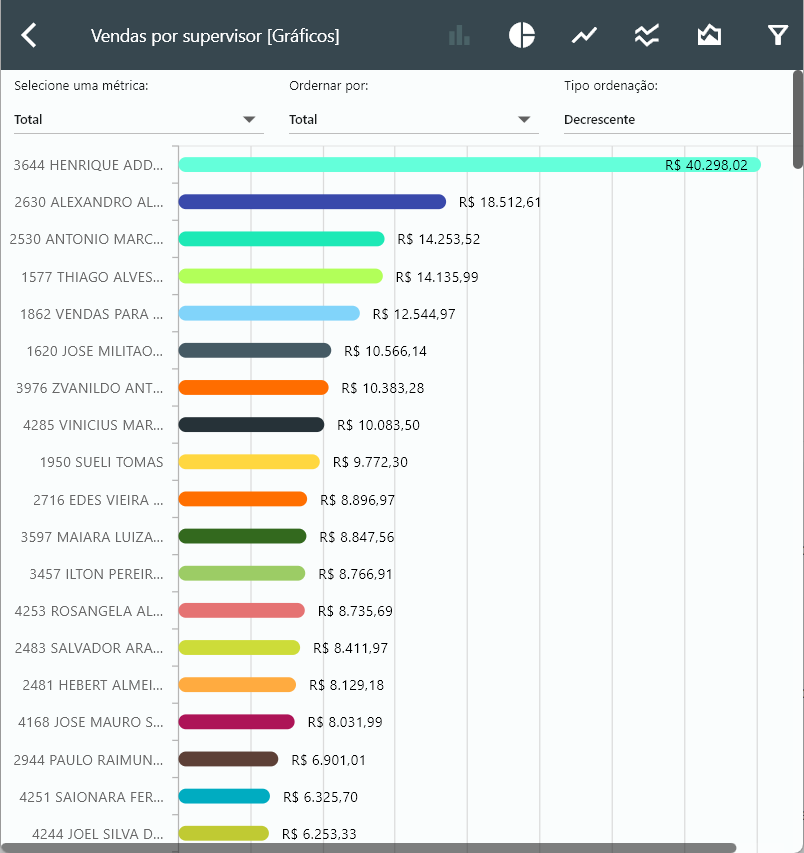 Vendas por supervisor [Gráficos]
Selecione uma métrica: Ordernar por: Tipo ordenação:
Total Total Decrescente
3644 HENRIQUE ADD... R$ 40.298,02
2630 ALEXANDRO AL... R$ 18.512,61
2530 ANTONIO MARC... R$ 14.253,52
1577 THIAGO ALVES... R$ 14.135,99
1862 VENDAS PARA ... R$ 12.544,97
1620 JOSE MILITAO... R$ 10.566,14
3976 ZVANILDO ANT... R$ 10.383,28
4285 VINICIUS MAR... R$ 10.083,50
1950 SUELI TOMAS R$ 9.772,30
2716 EDES VIEIRA ... R$ 8.896,97
3597 MAIARA LUIZA... R$ 8.847,56
3457 ILTON PEREIR... R$ 8.766,91
4253 ROSANGELA AL... R$ 8.735,69
2483 SALVADOR ARA... R$ 8.411,97
2481 HEBERT ALMEI... R$ 8.129,18
4168 JOSE MAURO S... R$ 8.031,99
2944 PAULO RAIMUN... R$ 6.901,01
4251 SAIONARA FER... R$ 6.325,70
4244 JOEL SILVA D... R$ 6.253,33